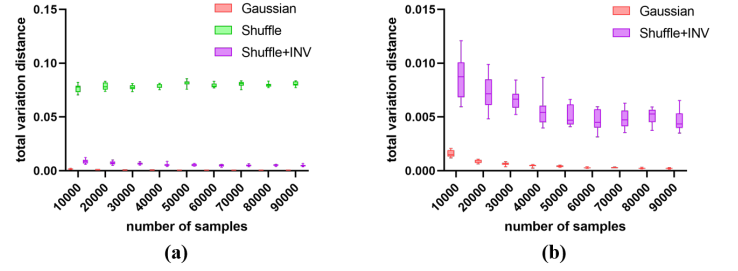 0.15
0.10
0.05
0.00
total variation distance
Gaussian
Shuffle
Shuffle+INV
10000
20000
30000
40000
50000
60000
70000
80000
90000
number of samples
(a)
0.015
0.010
0.005
0.000
total variation distance
Gaussian
Shuffle+INV
10000
20000
30000
40000
50000
60000
70000
80000
90000
number of samples
(b)